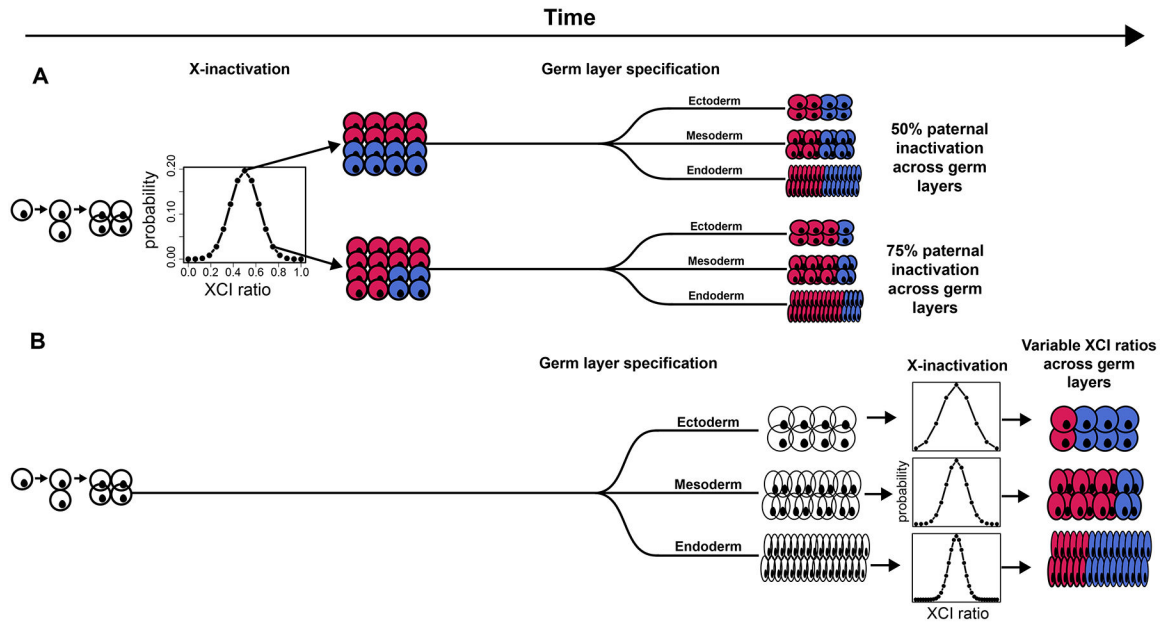 Time
A
X-inactivation
Germ layer specification
probability
0.20
0.10
0.00
0.0 0.2 0.4 0.6 0.8 1.0
XCI ratio
Ectoderm
Mesoderm
Endoderm
50% paternal
inactivation
across germ
layers
Ectoderm
Mesoderm
Endoderm
75% paternal
inactivation
across germ
layers
B
Germ layer specification
X-inactivation
Variable XCI ratios
across germ
layers
Ectoderm
Mesoderm
Endoderm
probability
XCI ratio